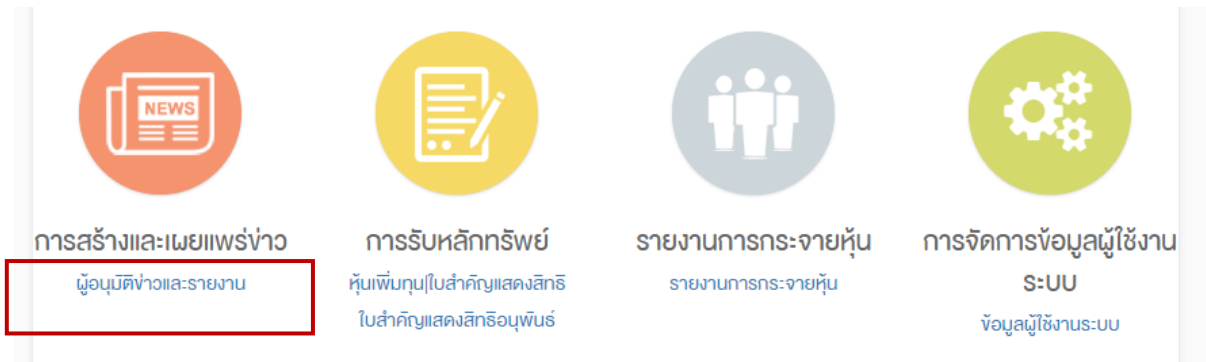 NEWS
การสร้างและเผยแพร่ข่าว
ผู้อนุมัติข่าวและรายงาน
การรับหลักทรัพย์
หุ้นเพิ่มทุน|ใบสำคัญแสดงสิทธิ
ใบสำคัญแสดงสิทธิอนุพันธ์
รายงานการกระจายหุ้น
รายงานการกระจายหุ้น
การจัดการข้อมูลผู้ใช้งาน
ระบบ
ข้อมูลผู้ใช้งานระบบ